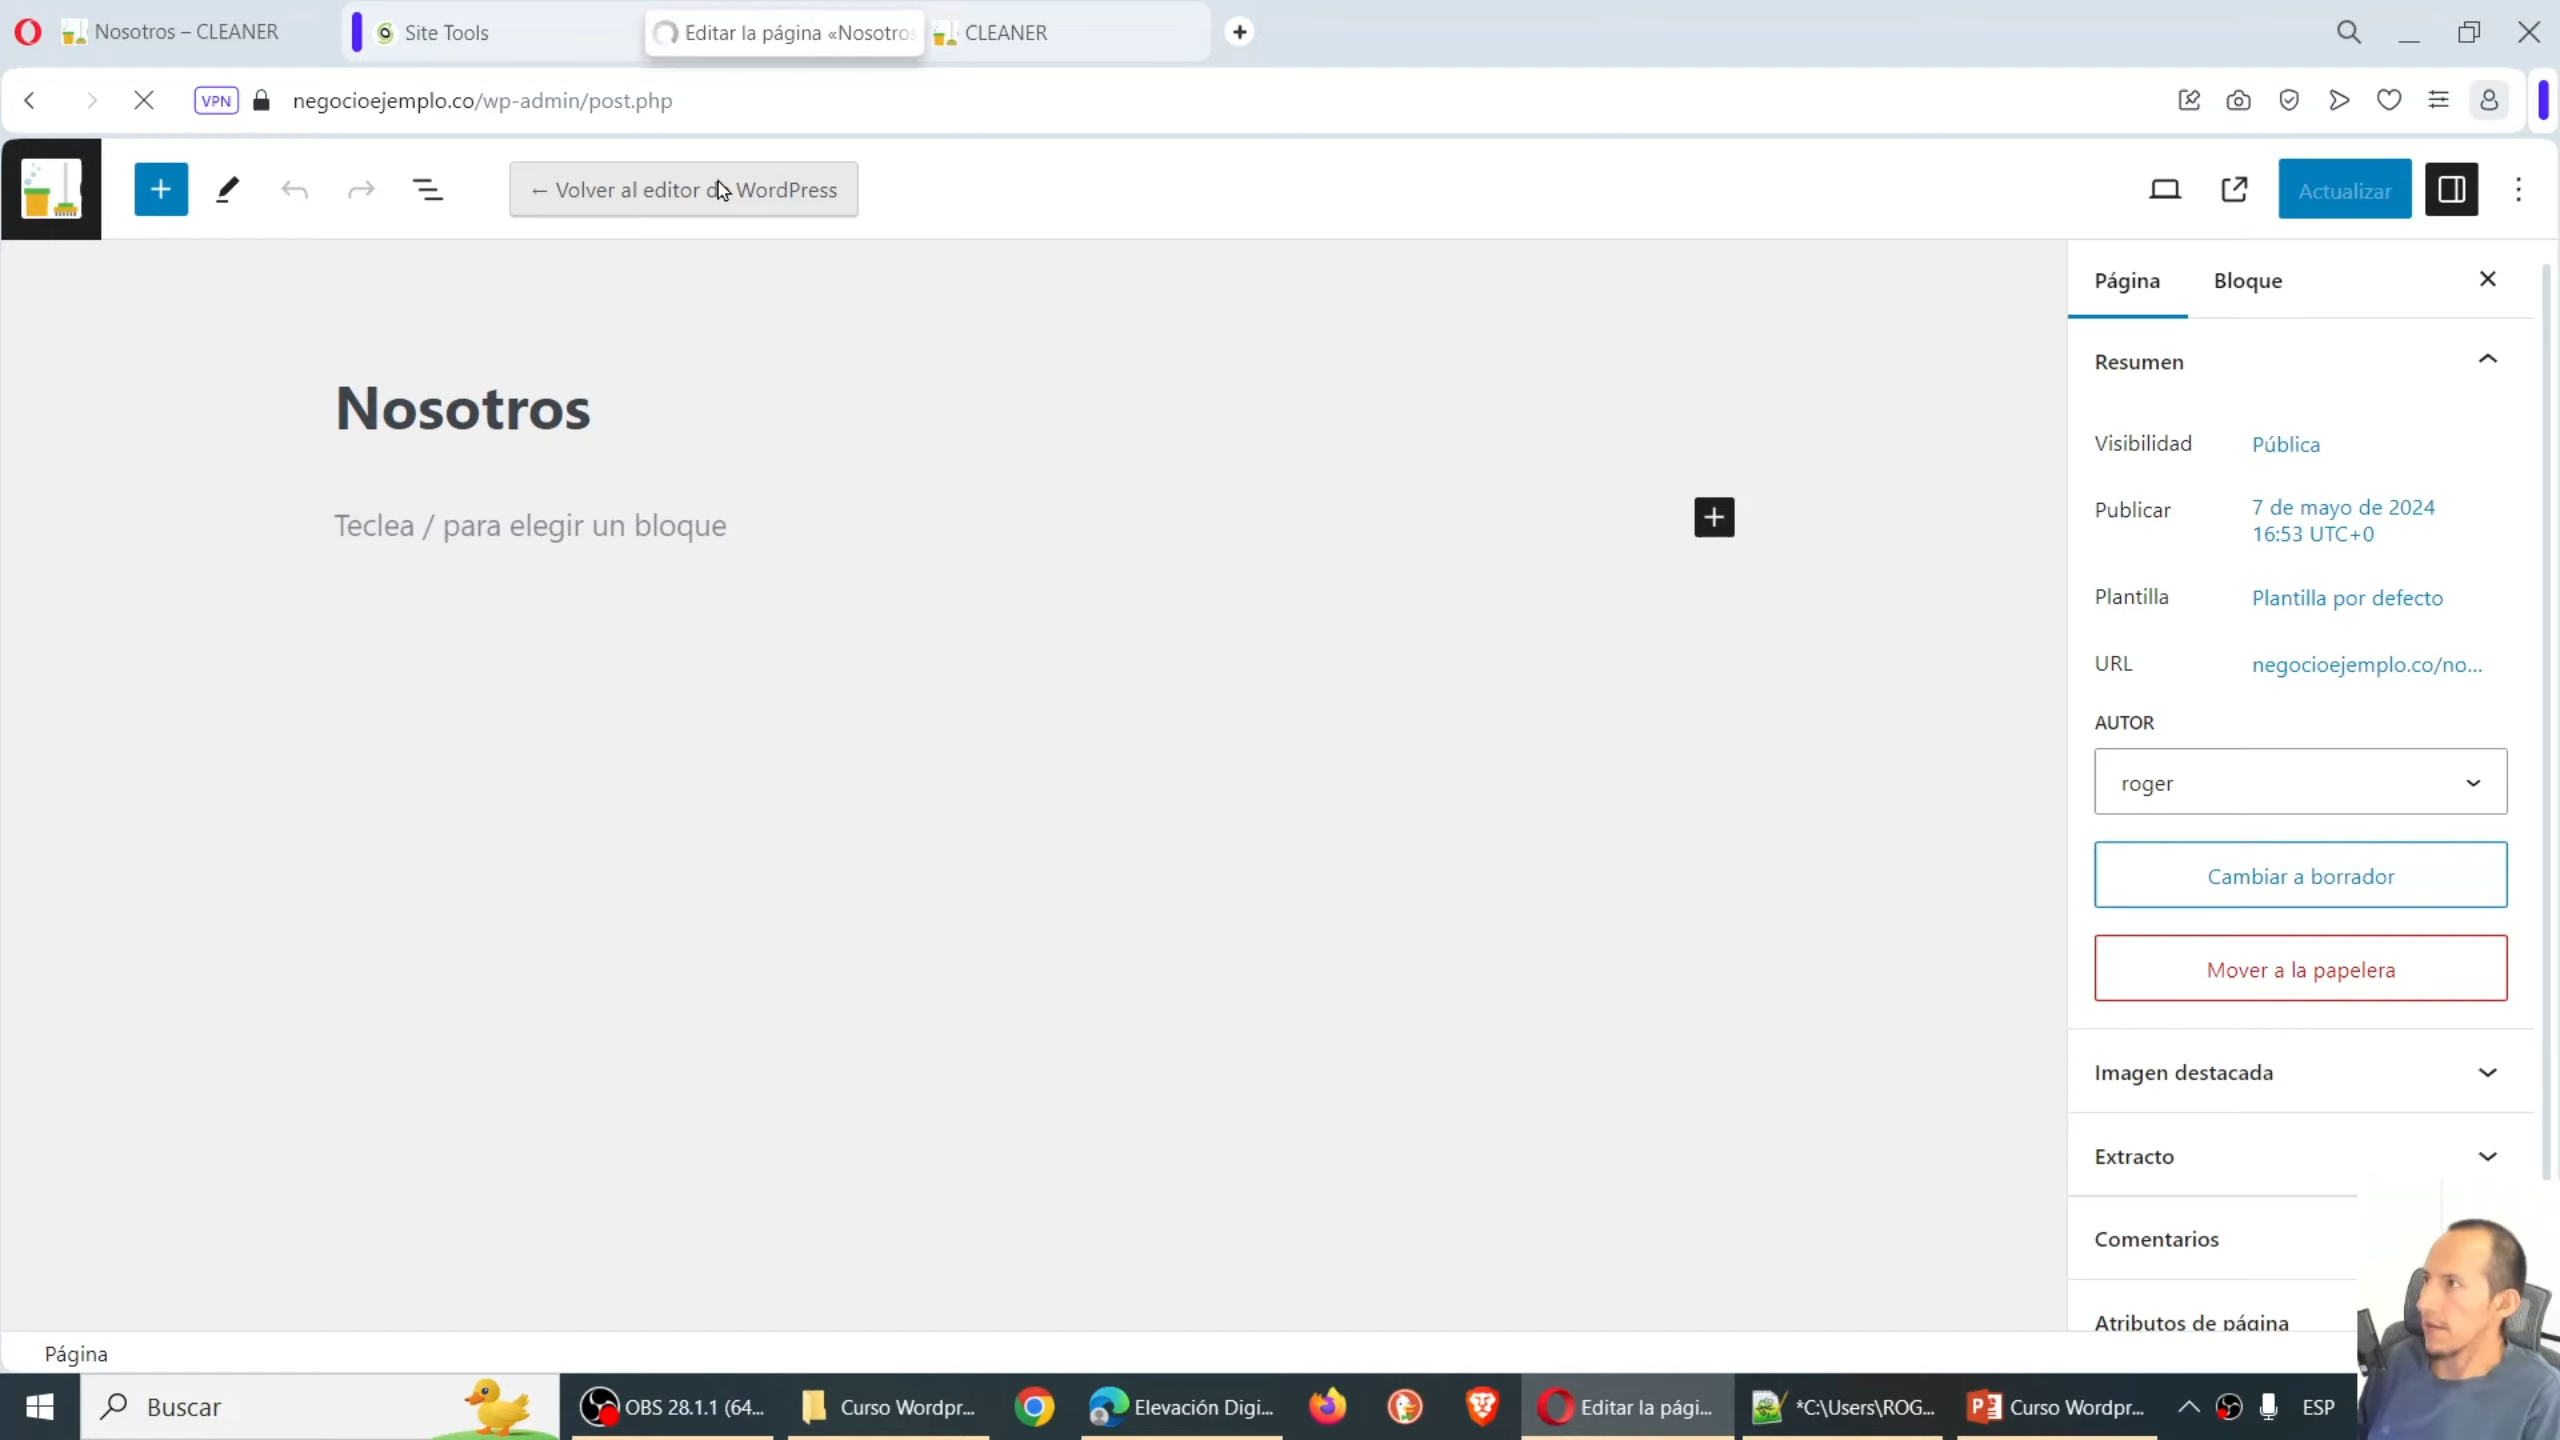 Nosotros – CLEANER
Site Tools
Editar la página «Nosotros
CLEANER
VPN
negocioejemplo.co/wp-admin/post.php
← Volver al editor de WordPress
Actualizar
Página
Bloque
Resumen
Nosotros
Visibilidad
Pública
Teclea / para elegir un bloque
Publicar
7 de mayo de 2024
16:53 UTC+0
Plantilla
Plantilla por defecto
URL
negocioejemplo.co/no...
AUTOR
roger
Cambiar a borrador
Mover a la papelera
Imagen destacada
Extracto
Comentarios
Atributos de página
Página
Buscar
OBS 28.1.1 (64...
Curso Wordpr...
Elevación Digi...
Editar la pági...
*C:\Users\ROG...
Curso Wordpr...
ESP